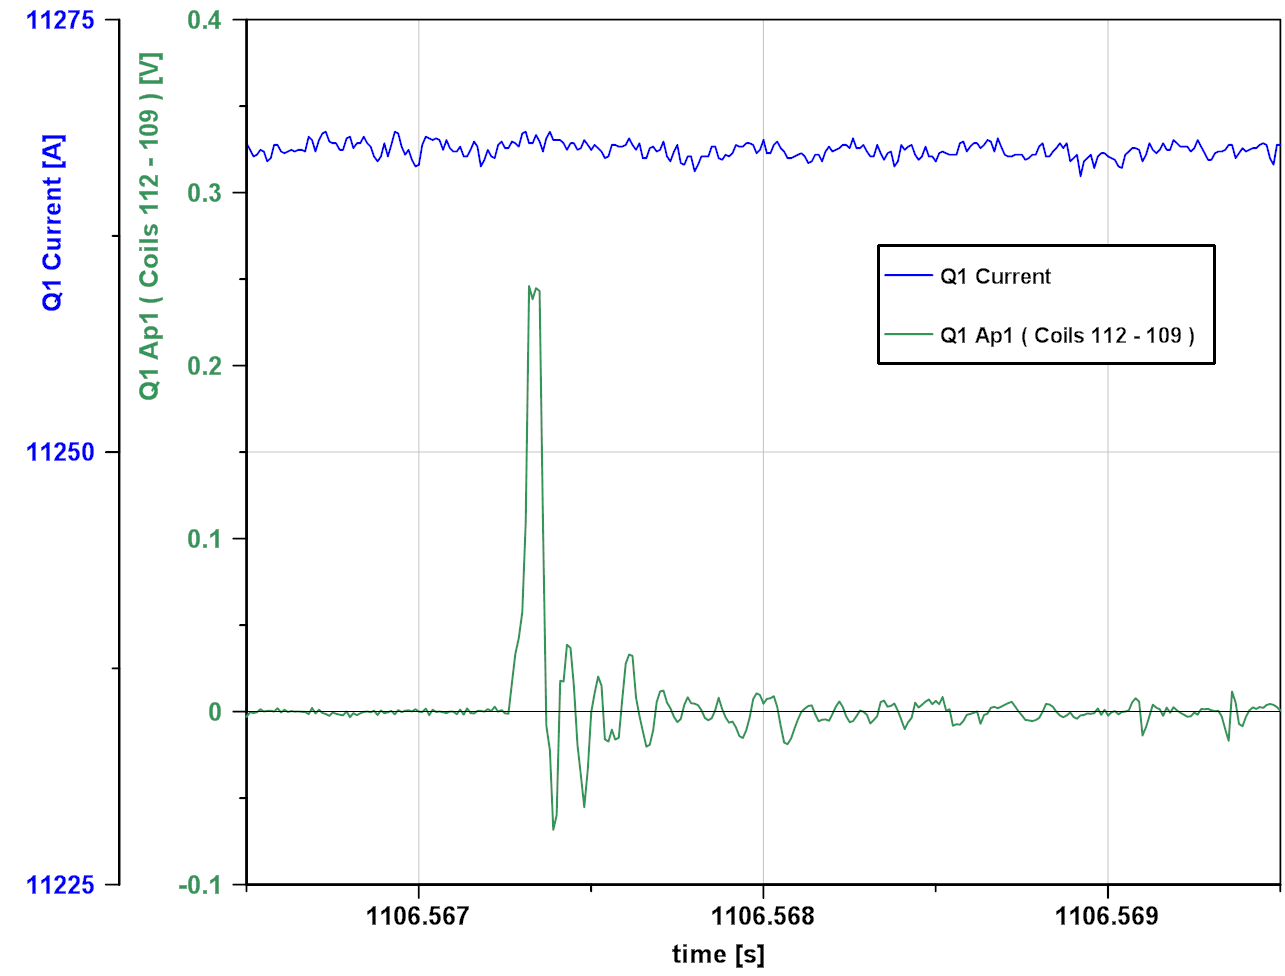 11275
11250
11225
Q1 Current [A]
Q1 Ap1 ( Coils 112 - 109 ) [V]
0.4
0.3
0.2
0.1
0
-0.1
Q1 Current
Q1 Ap1 ( Coils 112 - 109 )
1106.567 1106.568 1106.569
time [s]